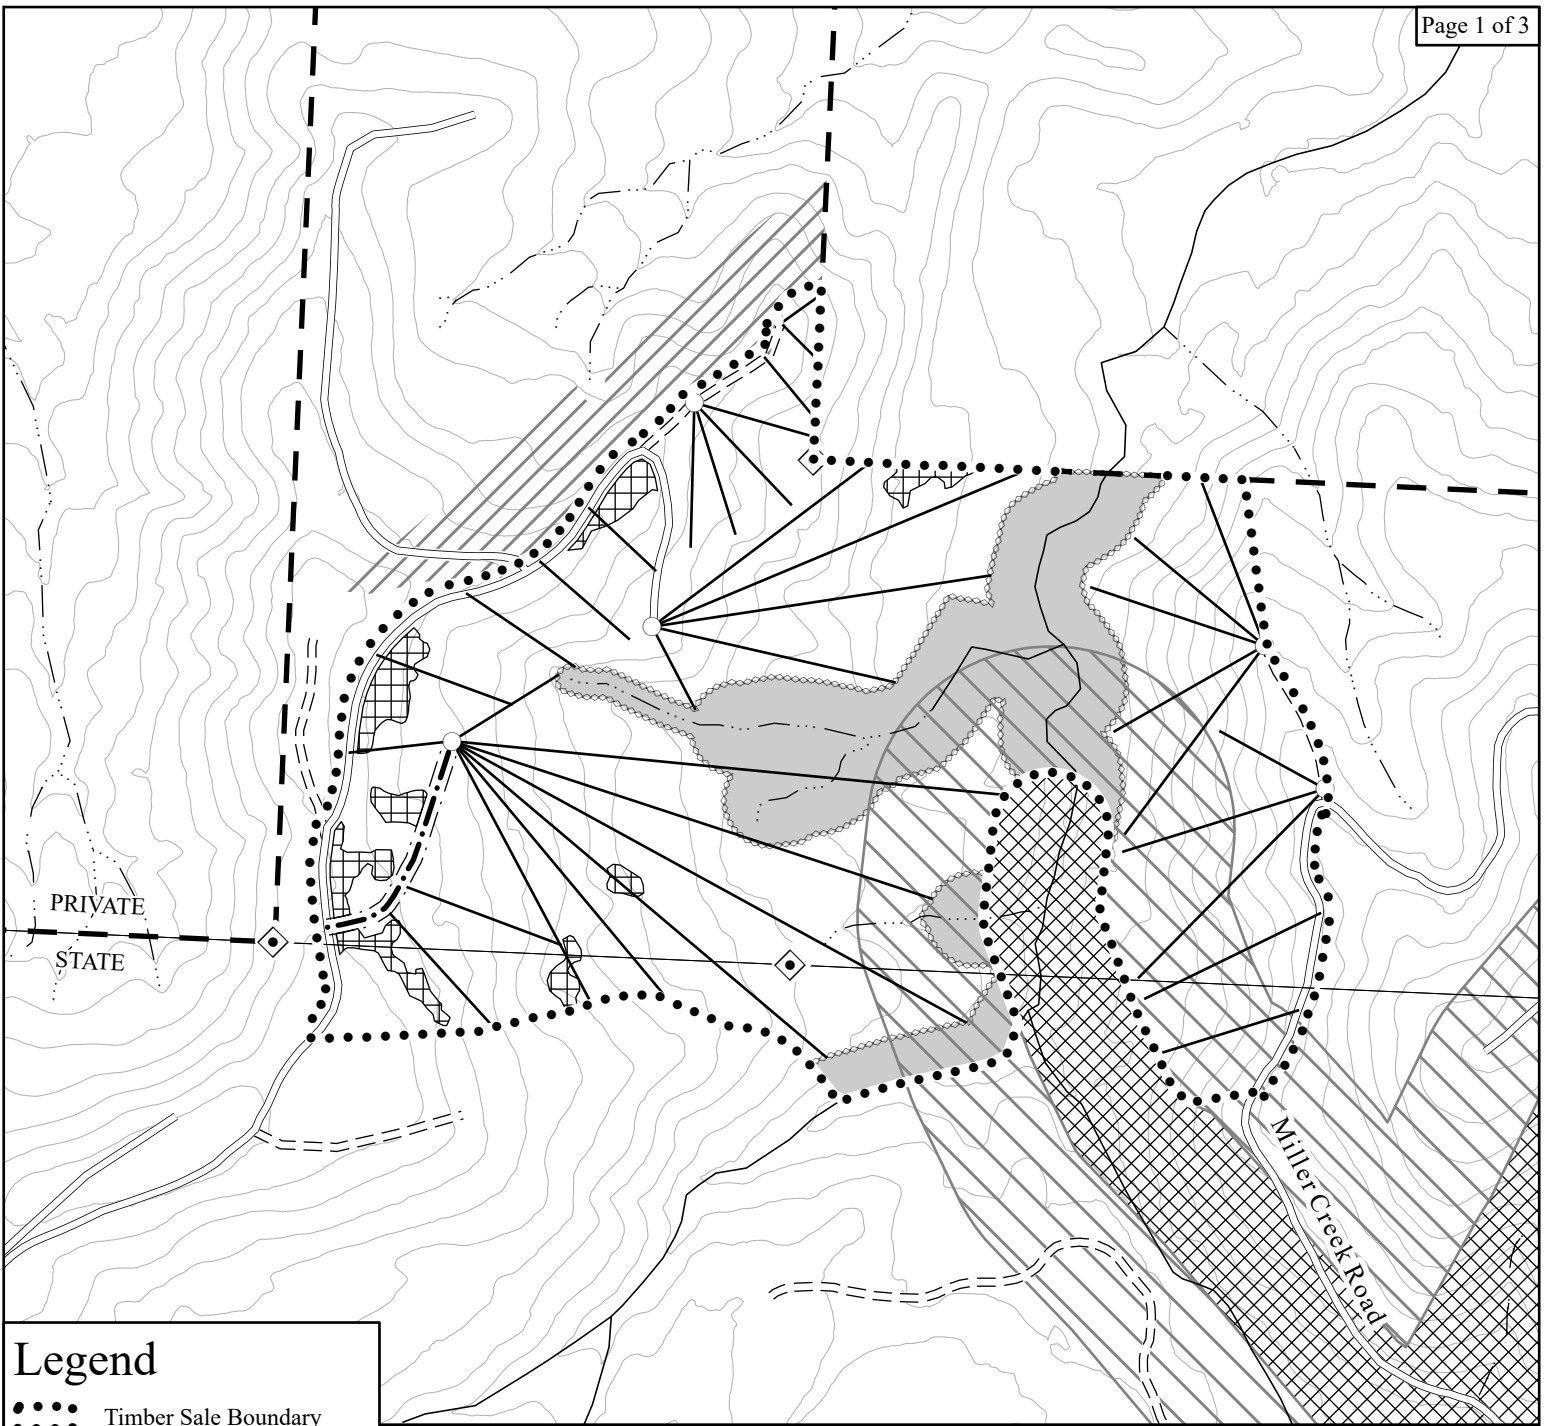 Page 1 of 3
PRIVATE
STATE
Miller Creek Road
Legend
Timber Sale Boundary